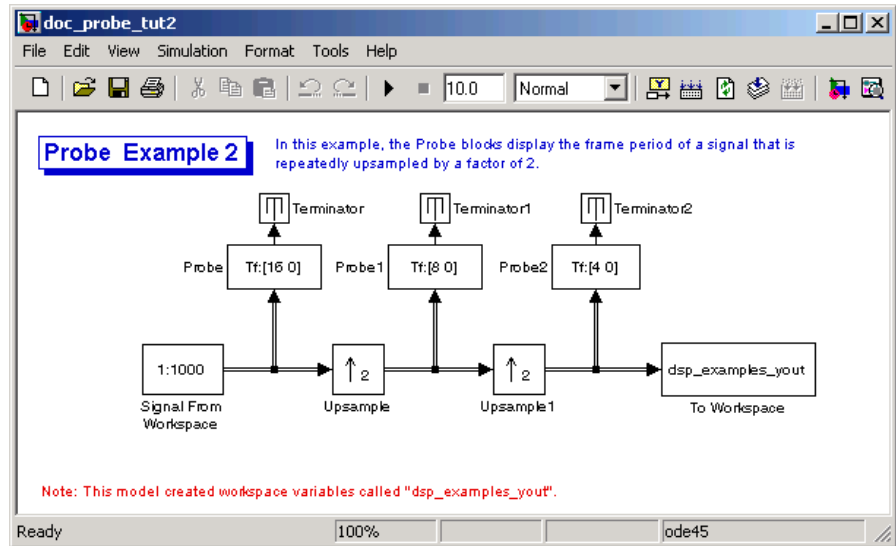 doc_probe_tut2
File Edit View Simulation Format Tools Help
10.0 Normal
Probe Example 2
In this example, the Probe blocks display the frame period of a signal that is
repeatedly upsampled by a factor of 2.
Terminator Terminator1 Terminator2
Probe Tf:[16 0] Probe1 Tf:[8 0] Probe2 Tf:[4 0]
1:1000 ↑2 ↑2 dsp_examples_yout
Signal From
Workspace
Upsample Upsample1 To Workspace
Note: This model created workspace variables called "dsp_examples_yout".
Ready 100% ode45